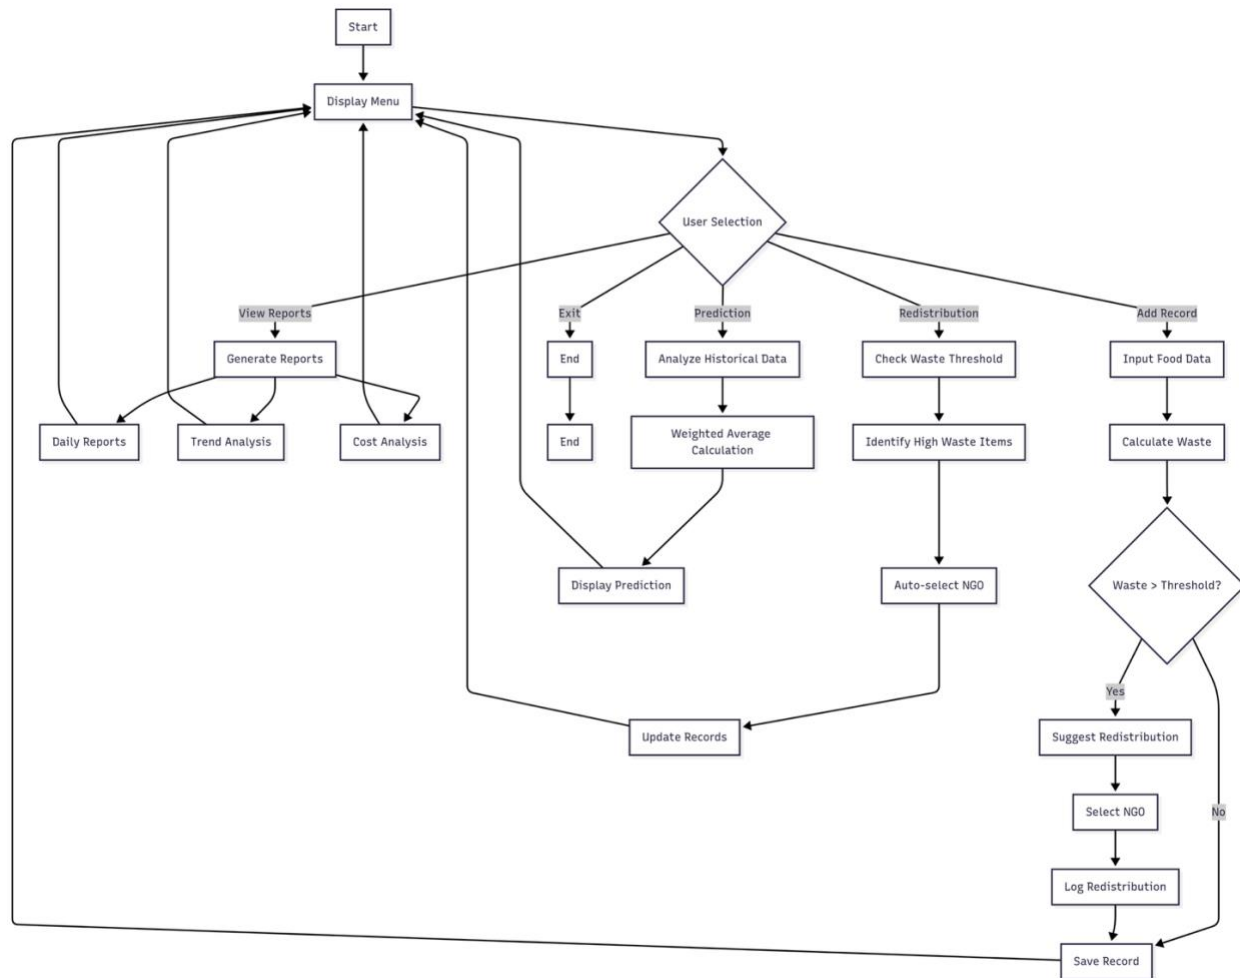 Start
Display Menu
User Selection
View Reports
Exit
Prediction
Redistribution
Add Record
Generate Reports
End
Analyze Historical Data
Check Waste Threshold
Input Food Data
Daily Reports
Trend Analysis
Cost Analysis
End
Weighted Average
Calculation
Identify High Waste Items
Calculate Waste
Display Prediction
Auto-select NGO
Waste > Threshold?
Yes
Update Records
Suggest Redistribution
Select NGO
No
Log Redistribution
Save Record